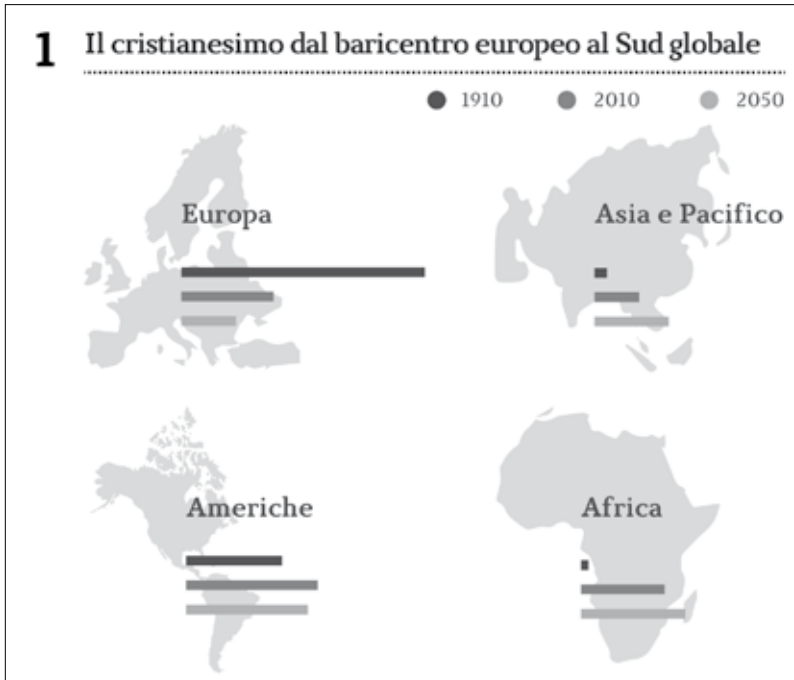 1 Il cristianesimo dal baricentro europeo al Sud globale
1910 2010 2050
Europa
Asia e Pacifico
Americhe
Africa